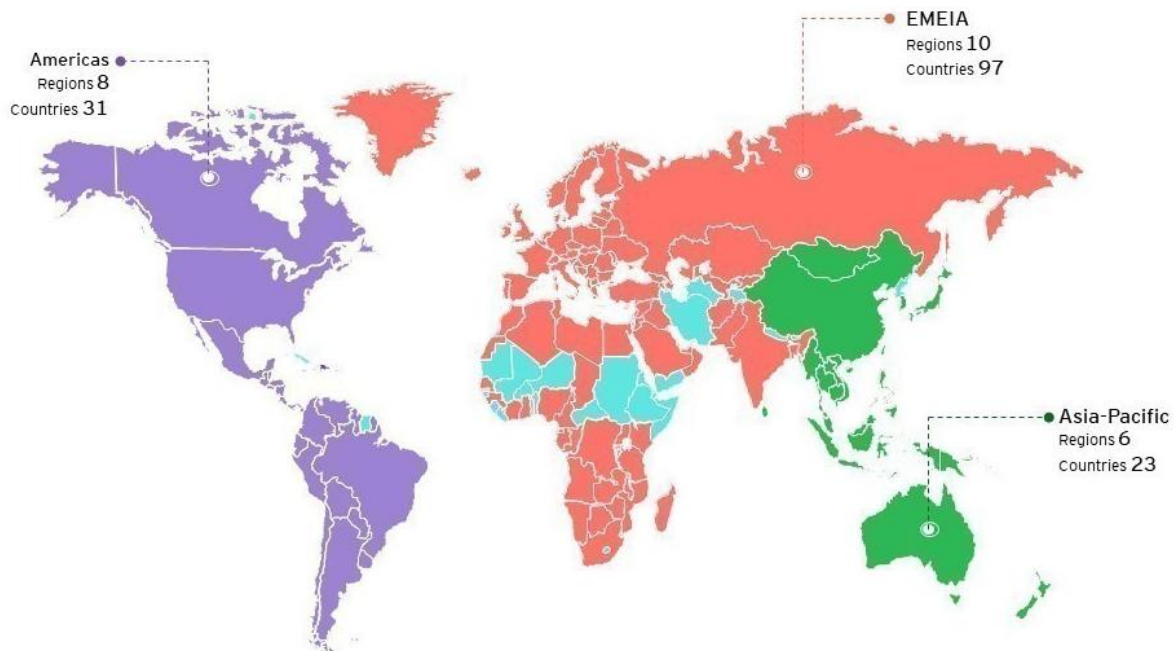 Americas
Regions 8
Countries 31
EMEIA
Regions 10
Countries 97
Asia-Pacific
Regions 6
Countries 23